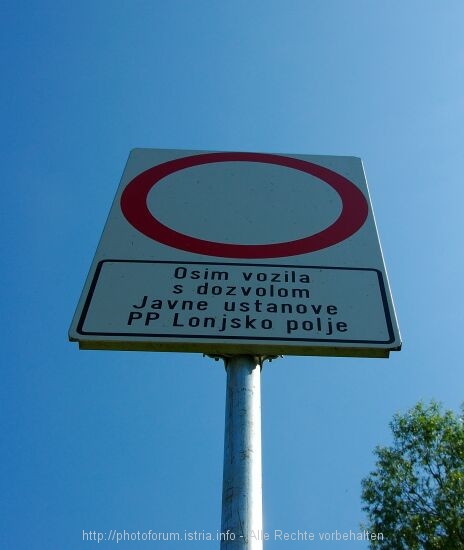 Osim vozila
s dozvolom
Javne ustanove
PP Lonjsko polje
http://photoforum.istria.info - Alle Rechte vorbehalten